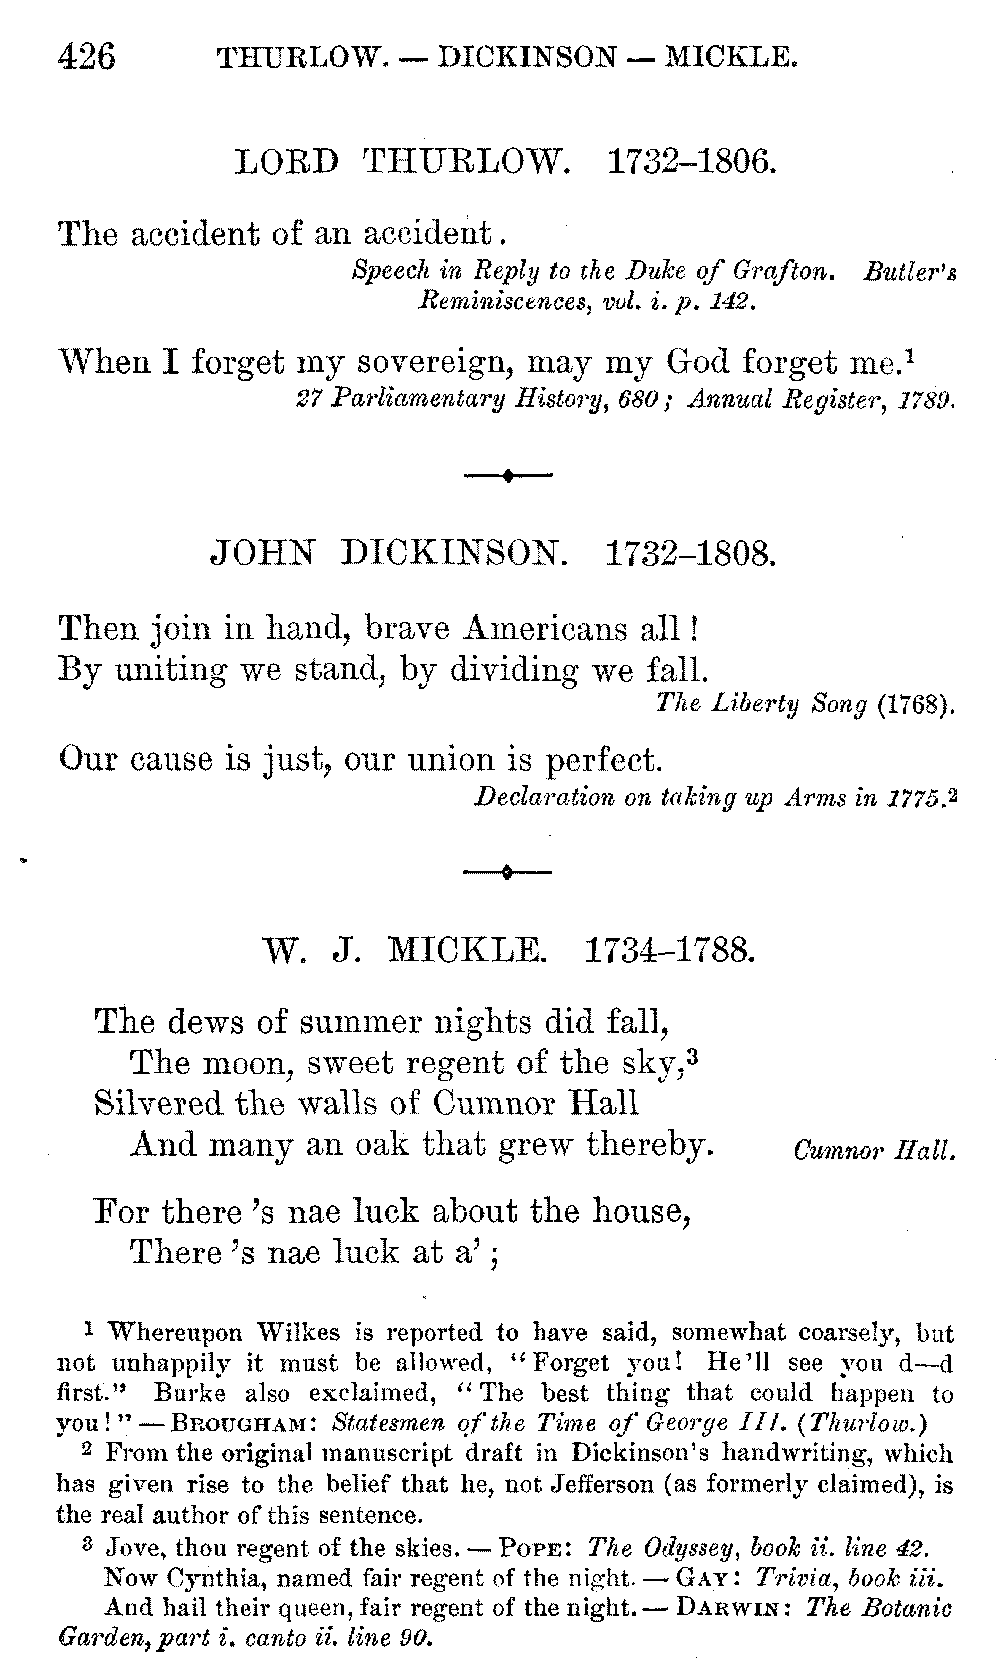 426 THURLOW. — DICKINSON — MICKLE.
LORD THURLOW. 1732–1806.
The accident of an accident.
Speech in Reply to the Duke of Grafton. Butler's
Reminiscences, vol. i. p. 142.
When I forget my sovereign, may my God forget me.¹
27 Parliamentary History, 680; Annual Register, 1789.
JOHN DICKINSON. 1732–1808.
Then join in hand, brave Americans all!
By uniting we stand, by dividing we fall.
The Liberty Song (1768).
Our cause is just, our union is perfect.
Declaration on taking up Arms in 1775.²
W. J. MICKLE. 1734–1788.
The dews of summer nights did fall,
The moon, sweet regent of the sky,³
Silvered the walls of Cumnor Hall
And many an oak that grew thereby. Cumnor Hall.
For there 's nae luck about the house,
There 's nae luck at a' ;
¹ Whereupon Wilkes is reported to have said, somewhat coarsely, but
not unhappily it must be allowed, "Forget you! He'll see you d—d
first." Burke also exclaimed, "The best thing that could happen to
you!" — BROUGHAM: Statesmen of the Time of George III. (Thurlow.)
² From the original manuscript draft in Dickinson's handwriting, which
has given rise to the belief that he, not Jefferson (as formerly claimed), is
the real author of this sentence.
³ Jove, thou regent of the skies. — POPE: The Odyssey, book ii. line 42.
Now Cynthia, named fair regent of the night. — GAY: Trivia, book iii.
And hail their queen, fair regent of the night. — DARWIN: The Botanic
Garden, part i. canto ii. line 90.